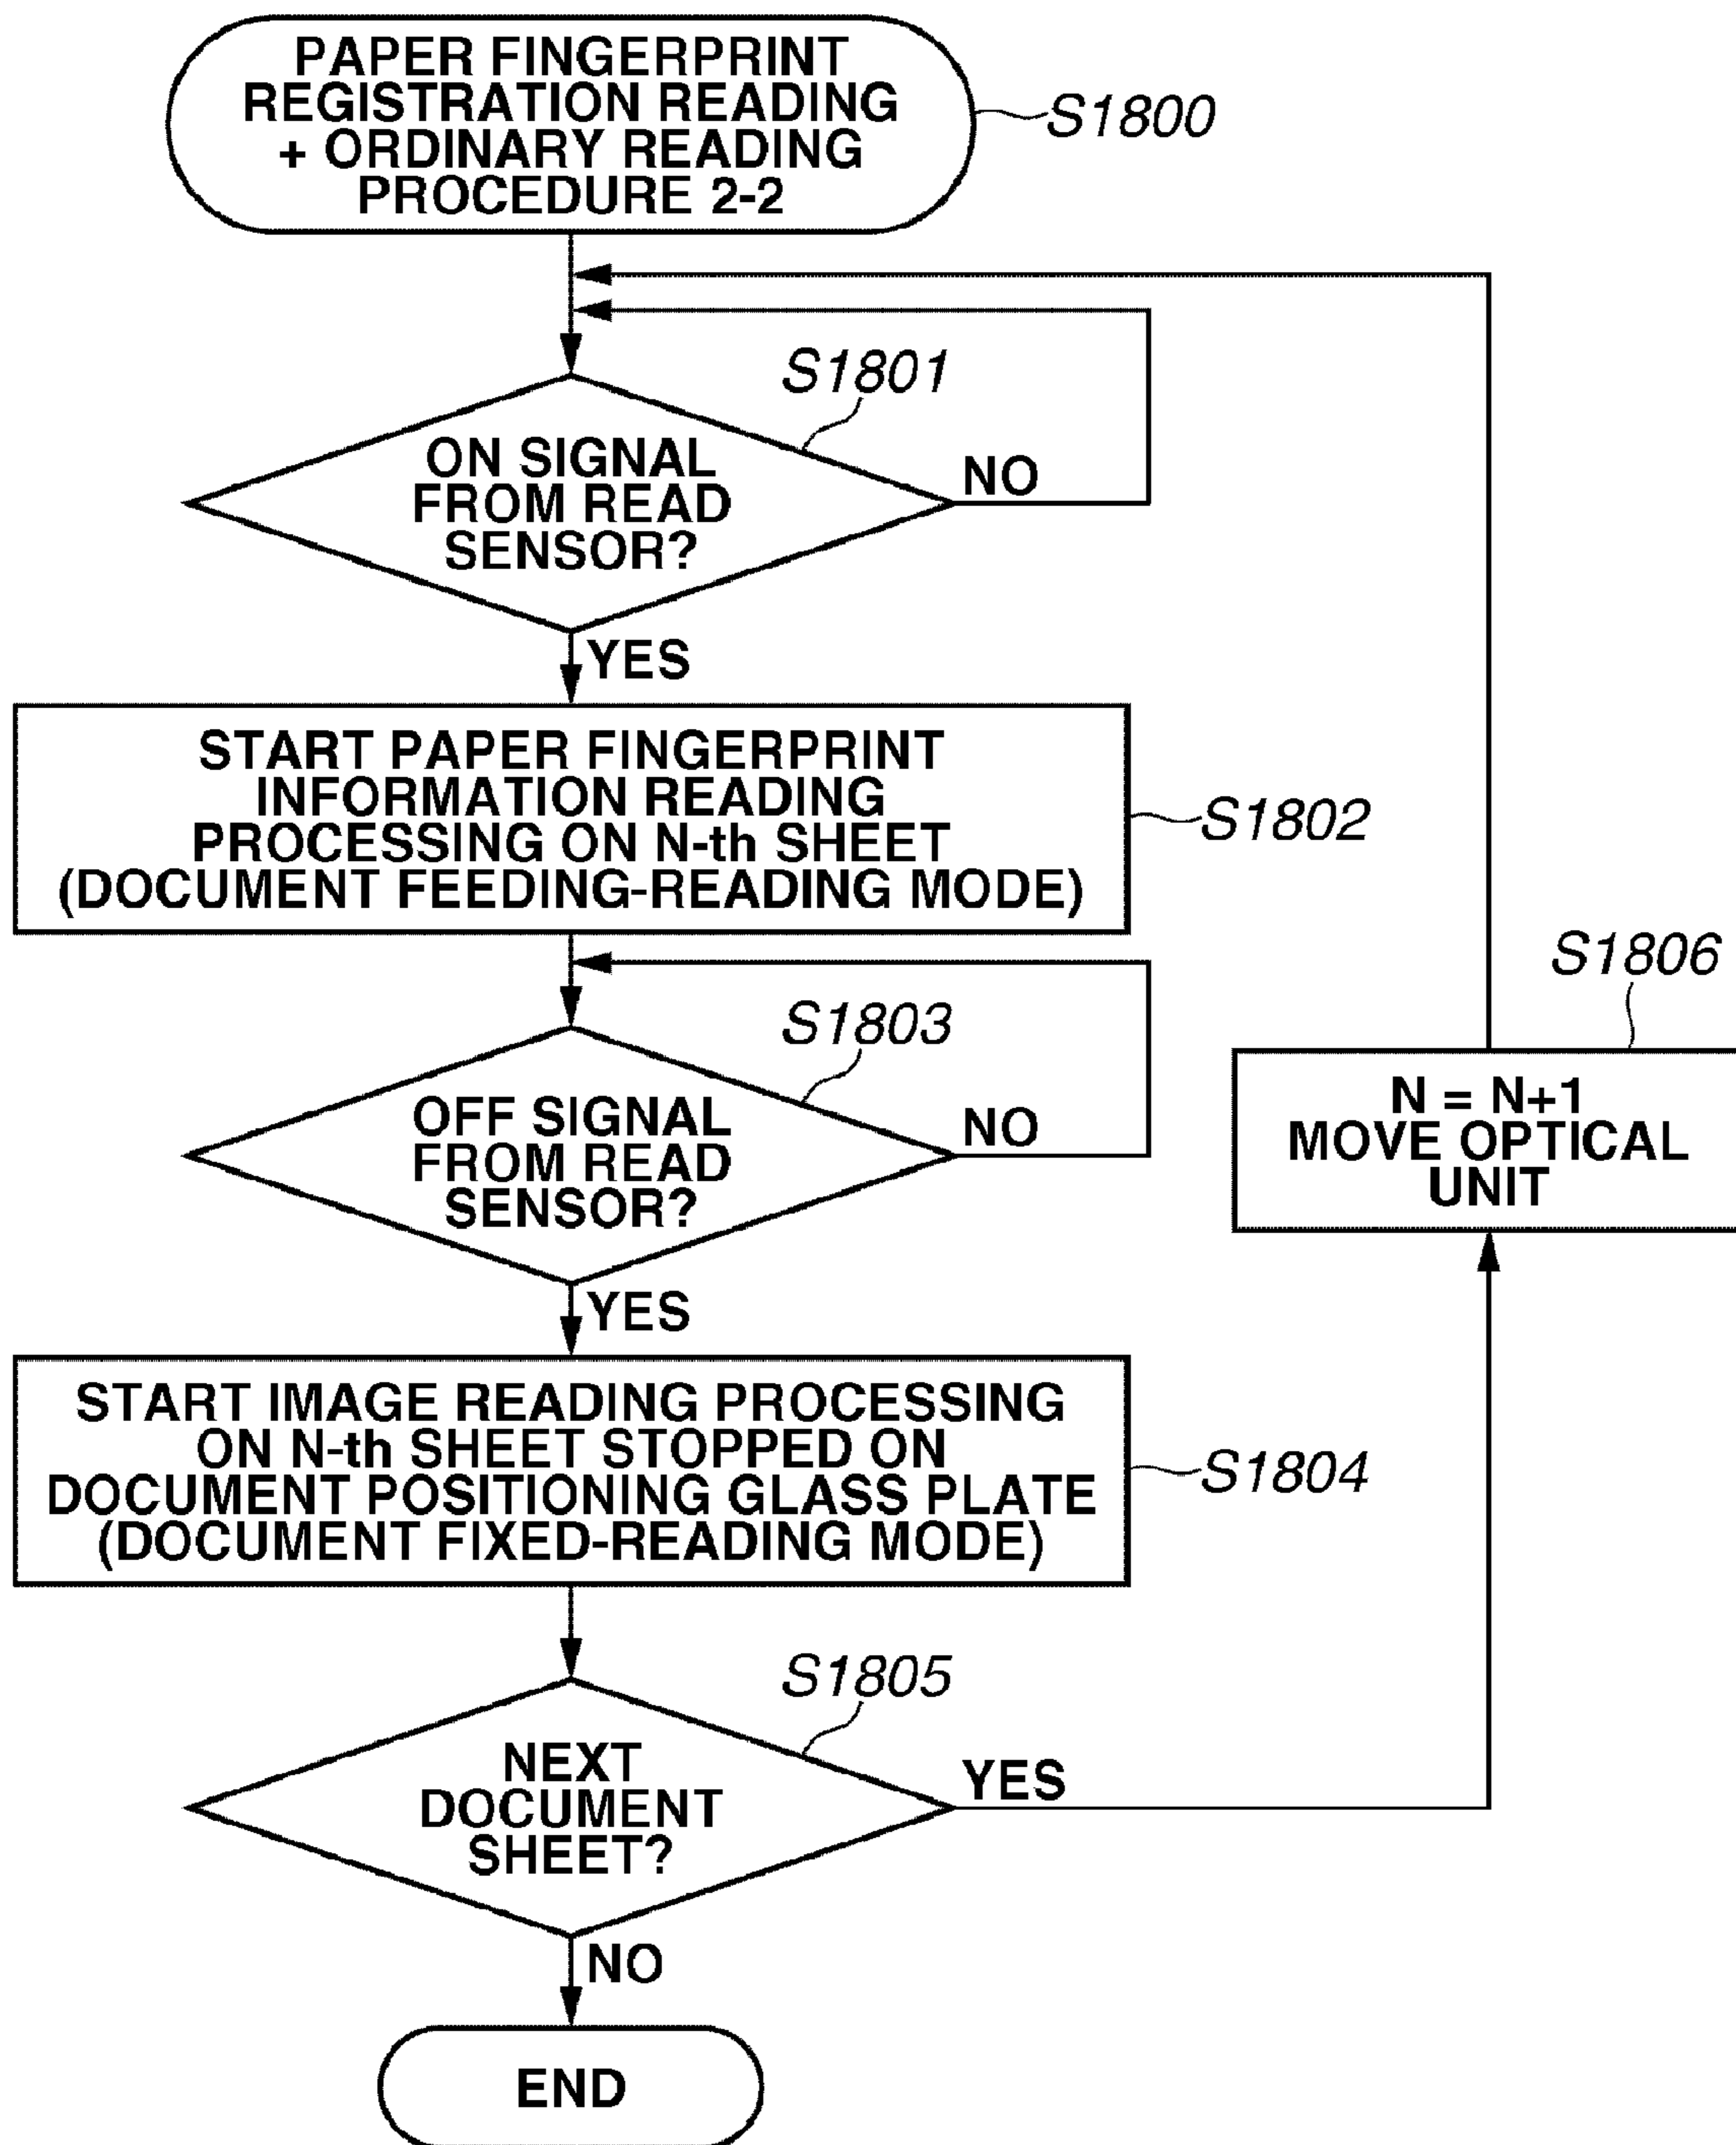 PAPER FINGERPRINT
REGISTRATION READING
+ ORDINARY READING
PROCEDURE 2-2
S1800
S1801
ON SIGNAL
FROM READ
SENSOR?
NO
YES
START PAPER FINGERPRINT
INFORMATION READING
PROCESSING ON N-th SHEET
(DOCUMENT FEEDING-READING MODE)
S1802
S1803
OFF SIGNAL
FROM READ
SENSOR?
NO
YES
S1806
N = N+1
MOVE OPTICAL
UNIT
START IMAGE READING PROCESSING
ON N-th SHEET STOPPED ON
DOCUMENT POSITIONING GLASS PLATE
(DOCUMENT FIXED-READING MODE)
S1804
S1805
NEXT
DOCUMENT
SHEET?
YES
NO
END